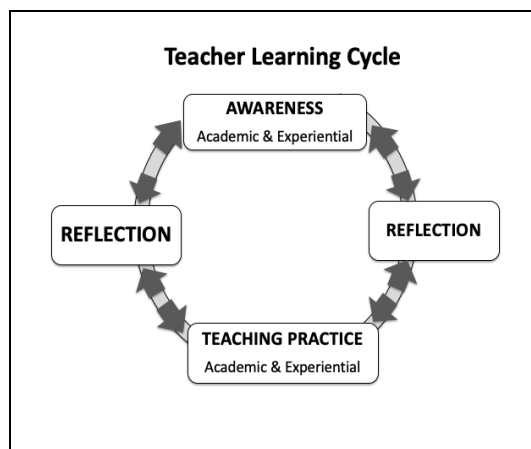 Teacher Learning Cycle
AWARENESS
Academic & Experiential
REFLECTION
REFLECTION
TEACHING PRACTICE
Academic & Experiential